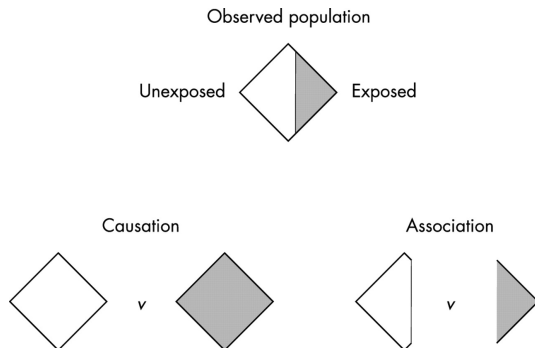 Observed population
Unexposed
Exposed
Causation
Association
v
v